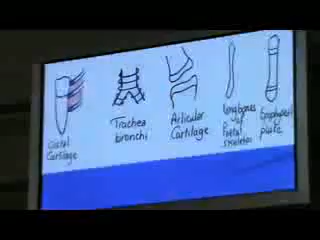 Costal
Cartilage
Trachea
bronchi
Articular
Cartilage
long bones
of
Foetal
skeleton
Epiphyseal
plate